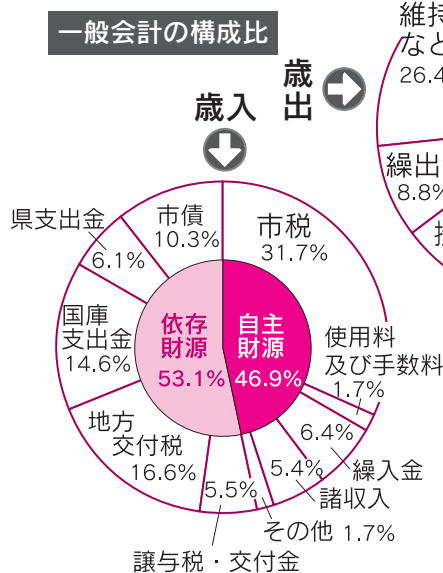 一般会計の構成比
歳入
歳出
市税
31.7%
使用料
及び手数料
1.7%
6.4%
繰入金
5.4%
諸収入
その他 1.7%
5.5%
譲与税・交付金
地方
交付税
16.6%
国庫
支出金
14.6%
県支出金
6.1%
市債
10.3%
依存
財源
53.1%
自主
財源
46.9%
など
26.4
繰出
8.8%